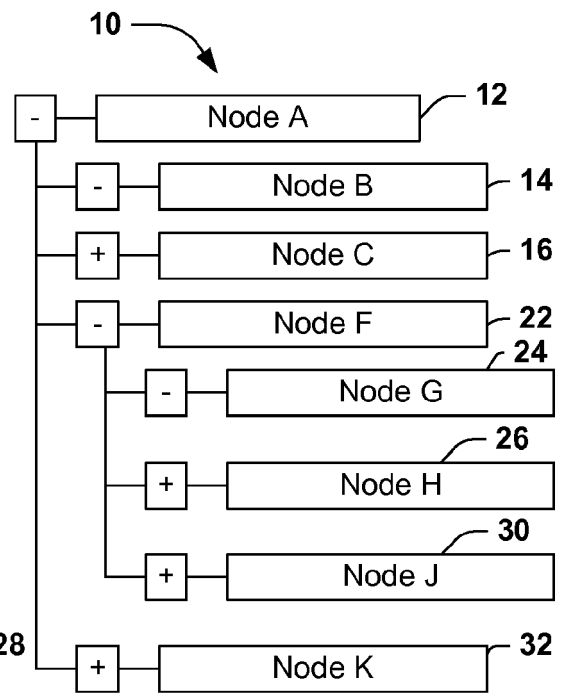 10
- Node A 12
- Node B 14
+ Node C 16
- Node F 22
24
- Node G
26
+ Node H
30
+ Node J
28
+ Node K 32